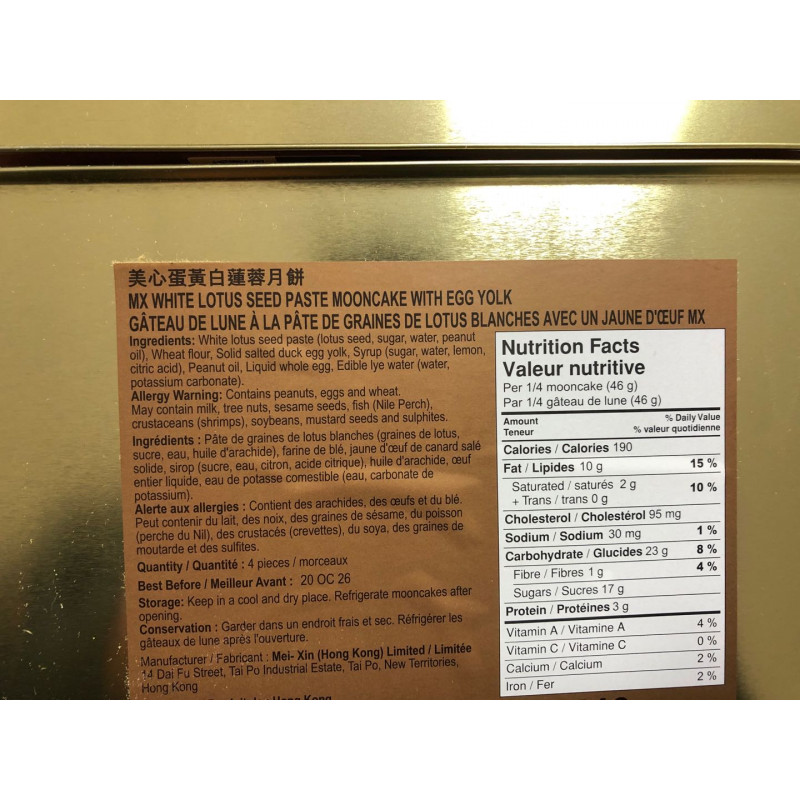 美心蛋黃白蓮蓉月餅
MX WHITE LOTUS SEED PASTE MOONCAKE WITH EGG YOLK
GÂTEAU DE LUNE À LA PÂTE DE GRAINES DE LOTUS BLANCHES AVEC UN JAUNE D'ŒUF MX
Ingredients: White lotus seed paste (lotus seed, sugar, water, peanut
oil), Wheat flour, Solid salted duck egg yolk, Syrup (sugar, water, lemon,
citric acid), Peanut oil, Liquid whole egg, Edible lye water (water,
potassium carbonate).
Allergy Warning: Contains peanuts, eggs and wheat.
May contain milk, tree nuts, sesame seeds, fish (Nile Perch),
crustaceans (shrimps), soybeans, mustard seeds and sulphites.
Ingrédients : Pâte de graines de lotus blanches (graines de lotus,
sucre, eau, huile d'arachide), farine de blé, jaune d'œuf de canard salé
solide, sirop (sucre, eau, citron, acide citrique), huile d'arachide, œuf
entier liquide, eau de potasse comestible (eau, carbonate de
potassium).
Alerte aux allergies : Contient des arachides, des œufs et du blé.
Peut contenir du lait, des noix, des graines de sésame, du poisson
(perche du Nil), des crustacés (crevettes), du soya, des graines de
moutarde et des sulfites.
Quantity / Quantité : 4 pieces / morceaux
Best Before / Meilleur Avant : 20 OC 26
Storage: Keep in a cool and dry place. Refrigerate mooncakes after
opening.
Conservation : Garder dans un endroit frais et sec. Réfrigérer les
gâteaux de lune après l'ouverture.
Manufacturer / Fabricant : Mei- Xin (Hong Kong) Limited / Limitée
14 Dai Fu Street, Tai Po Industrial Estate, Tai Po, New Territories,
Hong Kong
Nutrition Facts
Valeur nutritive
Per 1/4 mooncake (46 g)
Par 1/4 gâteau de lune (46 g)
Amount % Daily Value
Teneur % valeur quotidienne
Calories / Calories 190
Fat / Lipides 10 g 15 %
Saturated / saturés 2 g 10 %
+ Trans / trans 0 g
Cholesterol / Cholestérol 95 mg
Sodium / Sodium 30 mg 1 %
Carbohydrate / Glucides 23 g 8 %
Fibre / Fibres 1 g 4 %
Sugars / Sucres 17 g
Protein / Protéines 3 g
Vitamin A / Vitamine A 4 %
Vitamin C / Vitamine C 0 %
Calcium / Calcium 2 %
Iron / Fer 2 %